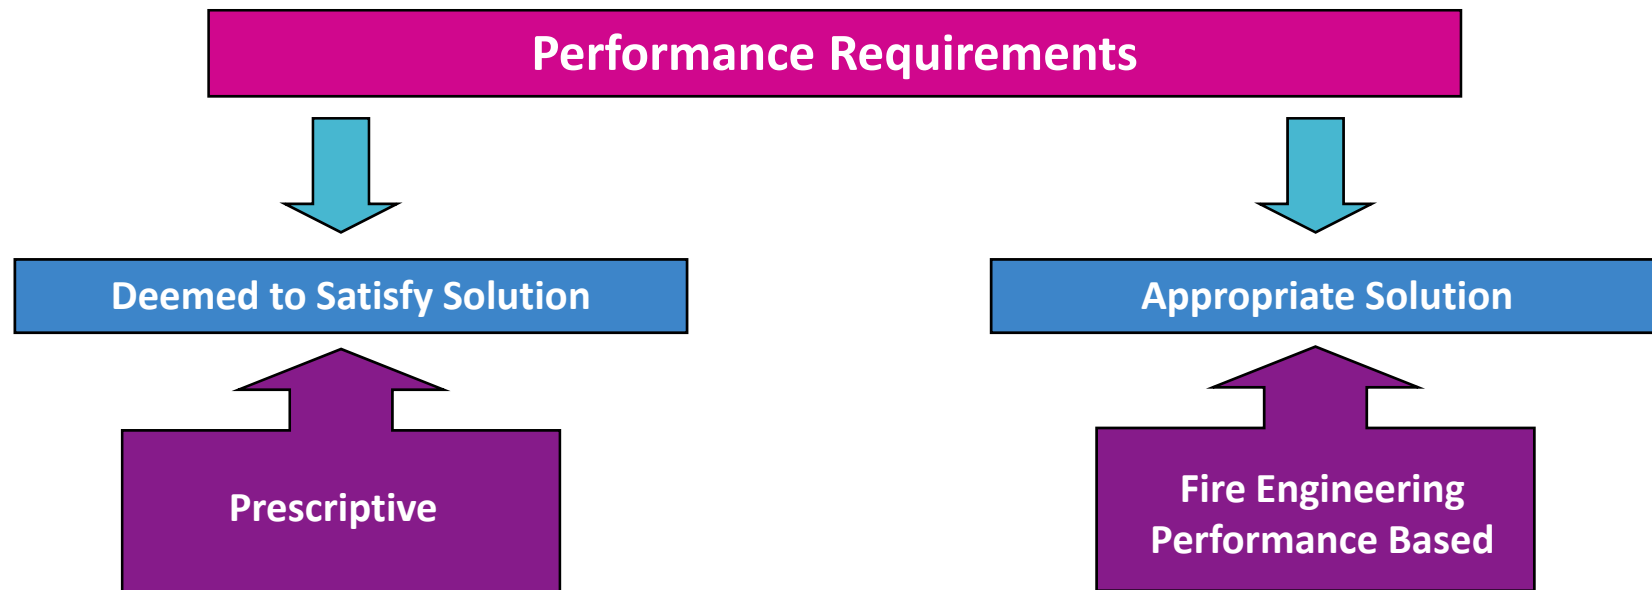 Performance Requirements
Deemed to Satisfy Solution
Appropriate Solution
Prescriptive
Fire Engineering
Performance Based